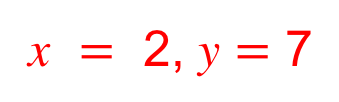 x = 2, y = 7